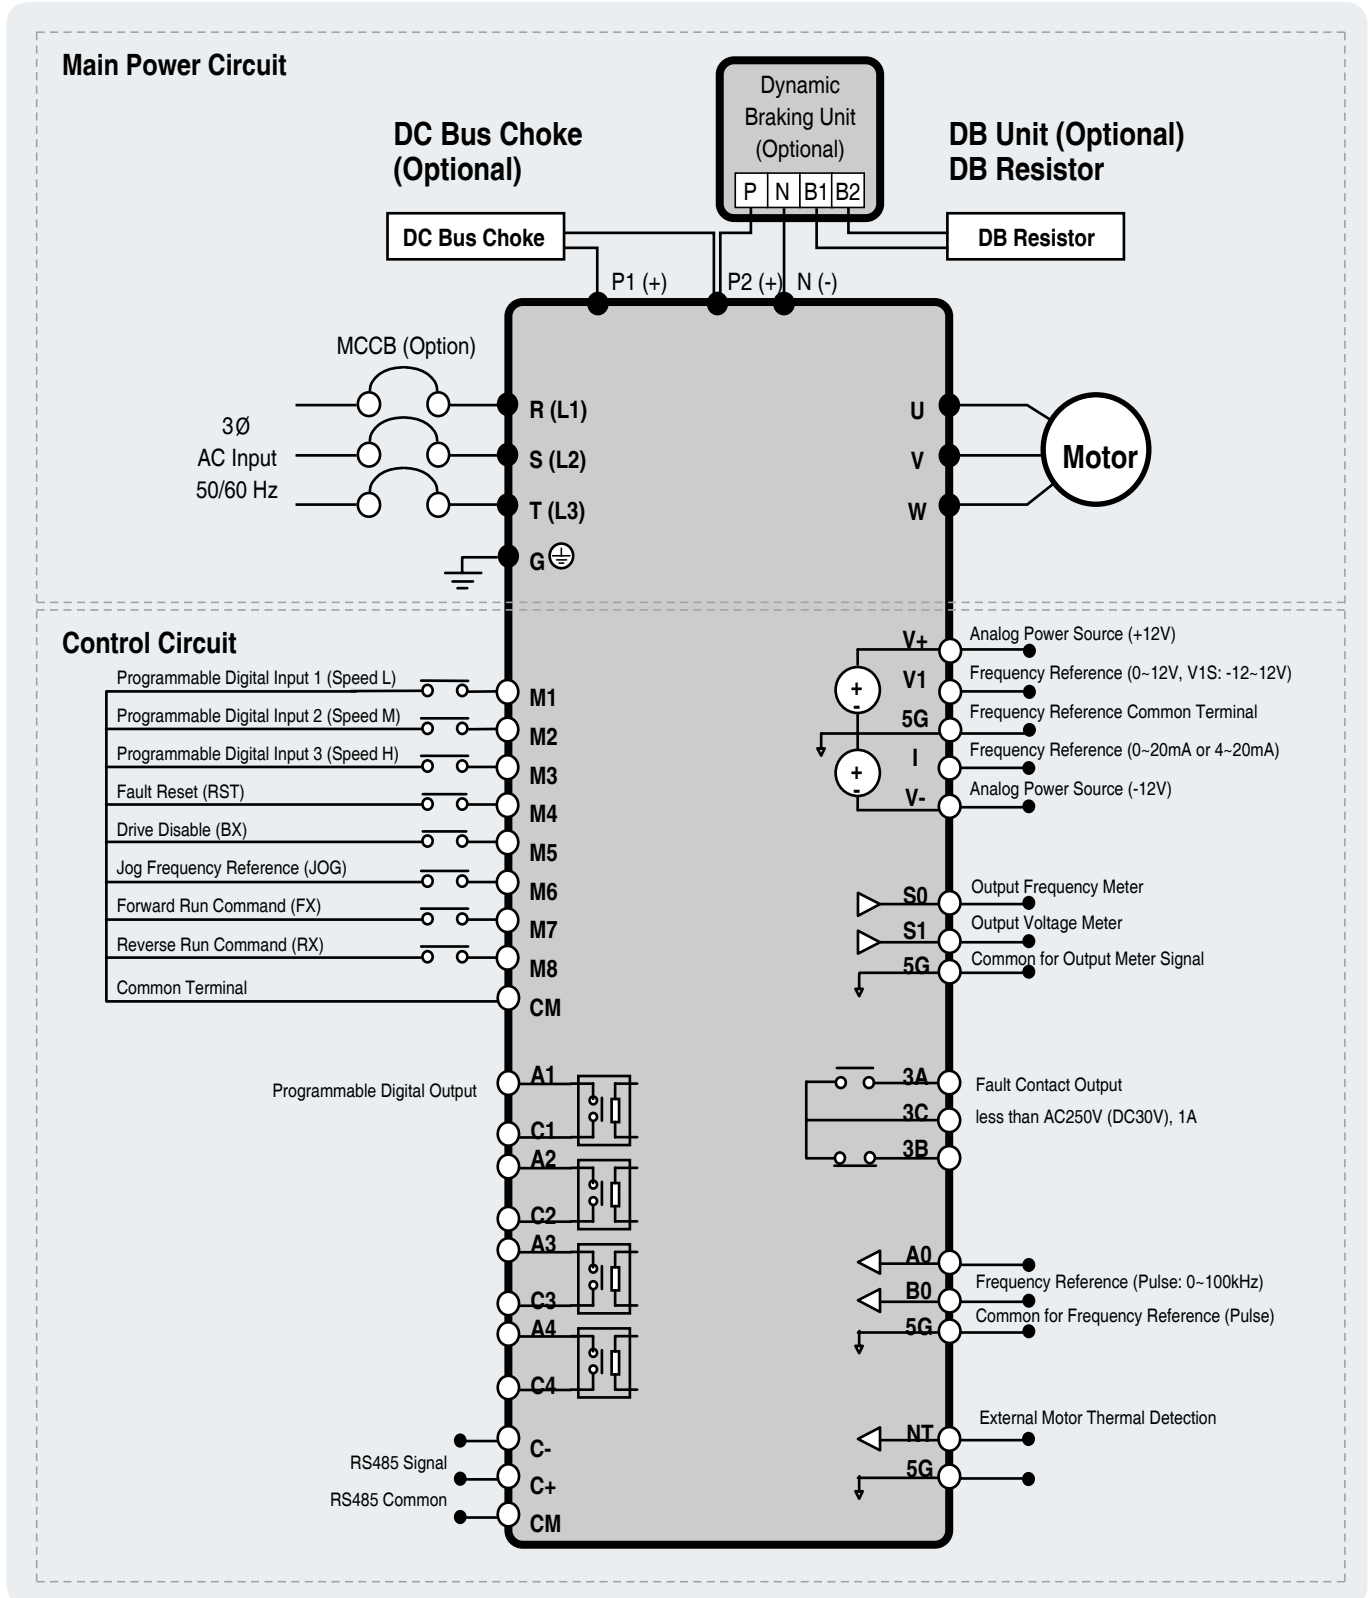 Main Power Circuit
Dynamic
Braking Unit
(Optional)
P N B1 B2
DC Bus Choke
(Optional)
DB Unit (Optional)
DB Resistor
DC Bus Choke
DB Resistor
P1 (+)
P2 (+)
N (-)
MCCB (Option)
3Ø
AC Input
50/60 Hz
R (L1)
S (L2)
T (L3)
G
U
V
W
Motor
Control Circuit
Programmable Digital Input 1 (Speed L)
M1
Programmable Digital Input 2 (Speed M)
M2
Programmable Digital Input 3 (Speed H)
M3
Fault Reset (RST)
M4
Drive Disable (BX)
M5
Jog Frequency Reference (JOG)
M6
Forward Run Command (FX)
M7
Reverse Run Command (RX)
M8
Common Terminal
CM
Programmable Digital Output
A1
C1
A2
C2
A3
C3
A4
C4
RS485 Signal
RS485 Common
C-
C+
CM
V+
Analog Power Source (+12V)
+
-
V1
Frequency Reference (0~12V, V1S: -12~12V)
5G
Frequency Reference Common Terminal
+
-
I
Frequency Reference (0~20mA or 4~20mA)
V-
Analog Power Source (-12V)
S0
Output Frequency Meter
S1
Output Voltage Meter
5G
Common for Output Meter Signal
3A
Fault Contact Output
3C
less than AC250V (DC30V), 1A
3B
A0
B0
Frequency Reference (Pulse: 0~100kHz)
5G
Common for Frequency Reference (Pulse)
NT
External Motor Thermal Detection
5G